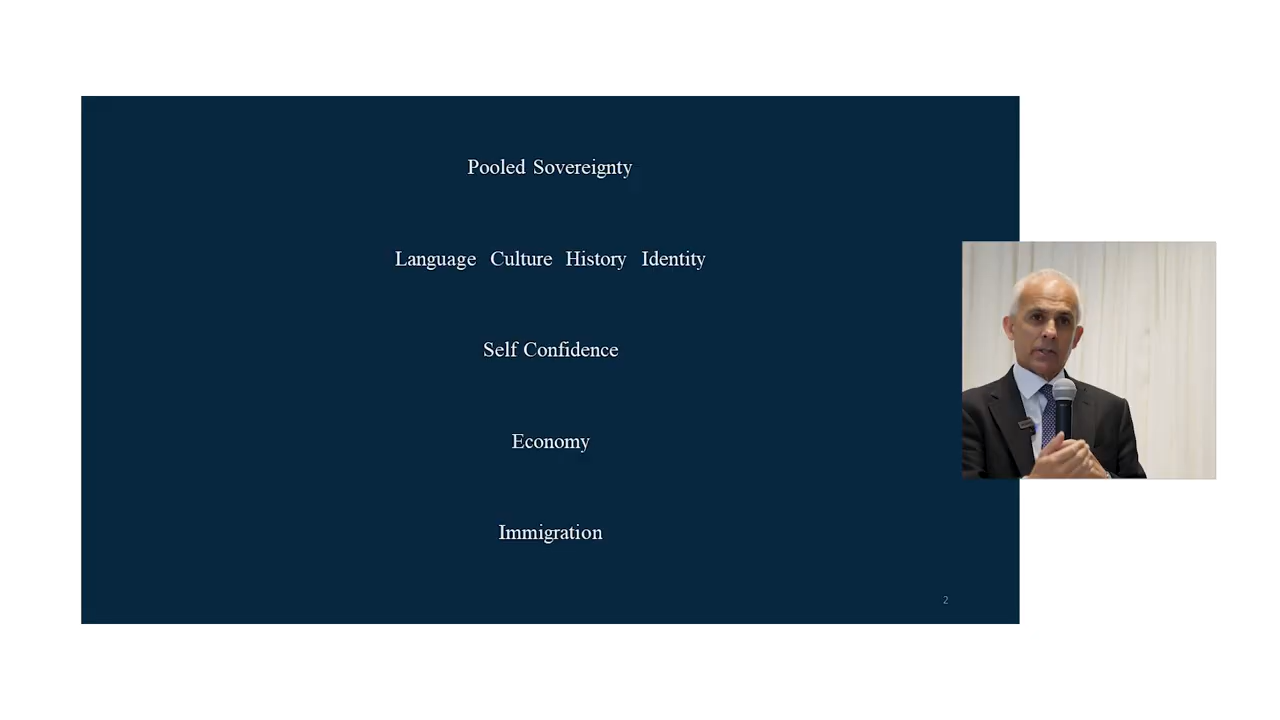 Pooled Sovereignty
Language Culture History Identity
Self Confidence
Economy
Immigration
2